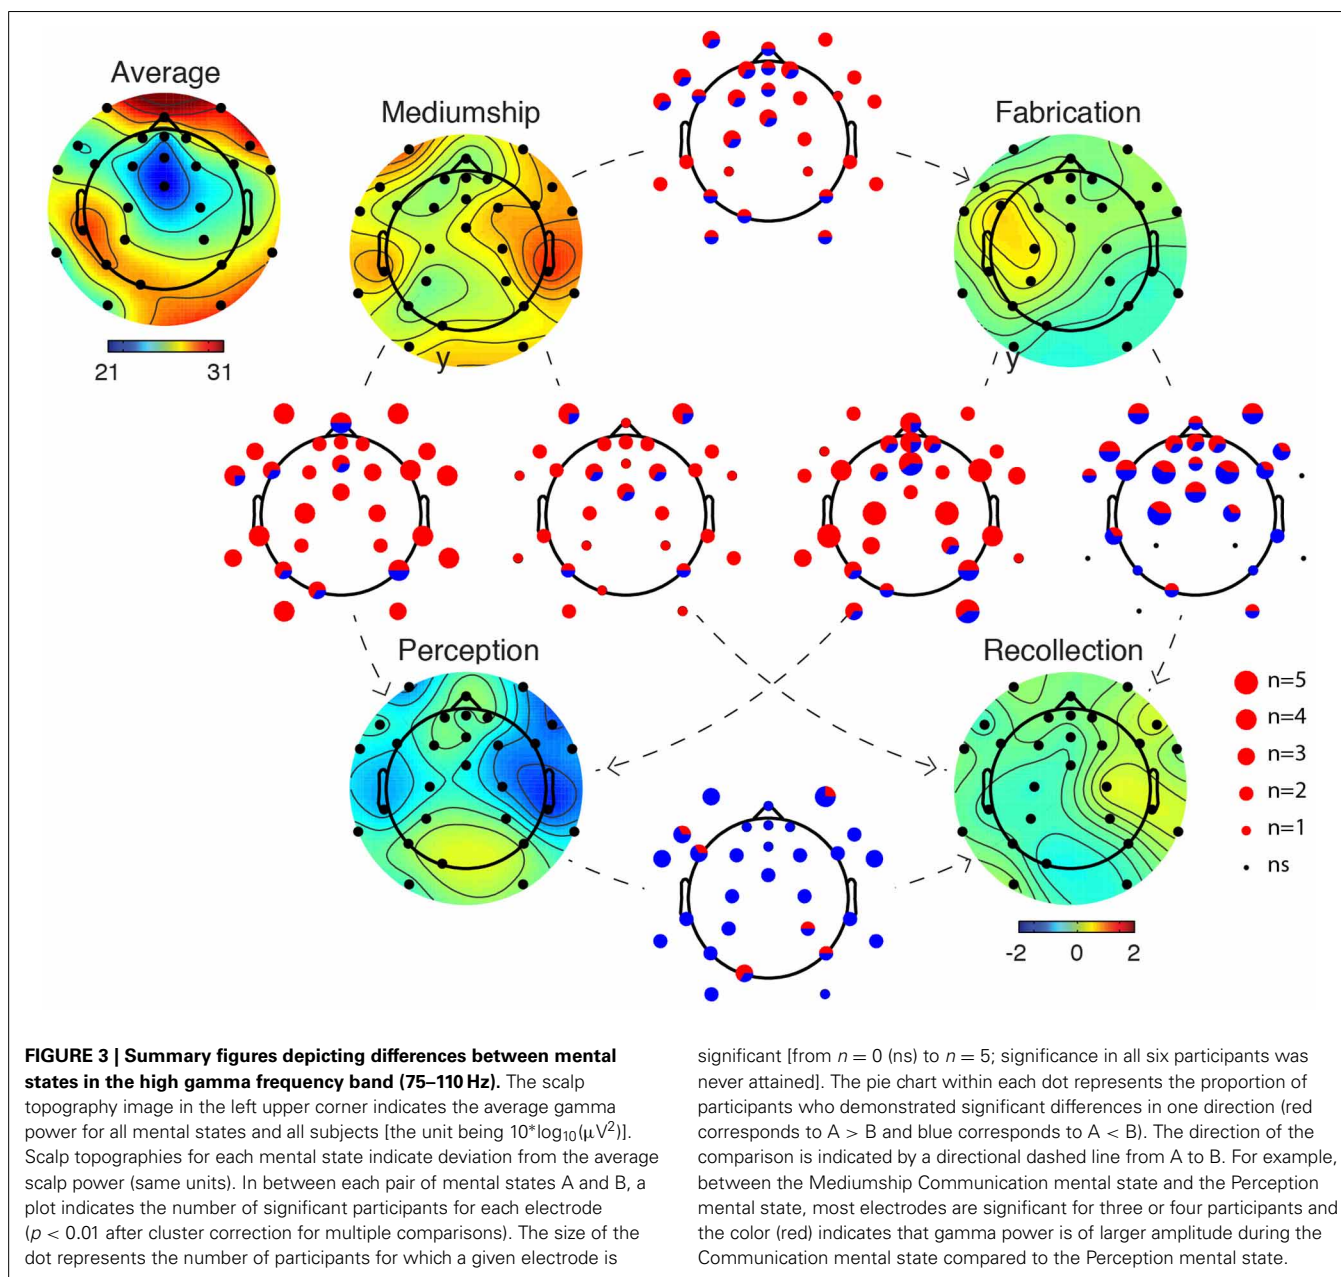 Average
Mediumship
Fabrication
21
31
y
y
Perception
Recollection
n=5
n=4
n=3
n=2
n=1
ns
-2
0
2
FIGURE 3 | Summary figures depicting differences between mental
states in the high gamma frequency band (75–110 Hz). The scalp
topography image in the left upper corner indicates the average gamma
power for all mental states and all subjects [the unit being 10*log₁₀(μV²)].
Scalp topographies for each mental state indicate deviation from the average
scalp power (same units). In between each pair of mental states A and B, a
plot indicates the number of significant participants for each electrode
(p < 0.01 after cluster correction for multiple comparisons). The size of the
dot represents the number of participants for which a given electrode is
significant [from n = 0 (ns) to n = 5; significance in all six participants was
never attained]. The pie chart within each dot represents the proportion of
participants who demonstrated significant differences in one direction (red
corresponds to A > B and blue corresponds to A < B). The direction of the
comparison is indicated by a directional dashed line from A to B. For example,
between the Mediumship Communication mental state and the Perception
mental state, most electrodes are significant for three or four participants and
the color (red) indicates that gamma power is of larger amplitude during the
Communication mental state compared to the Perception mental state.